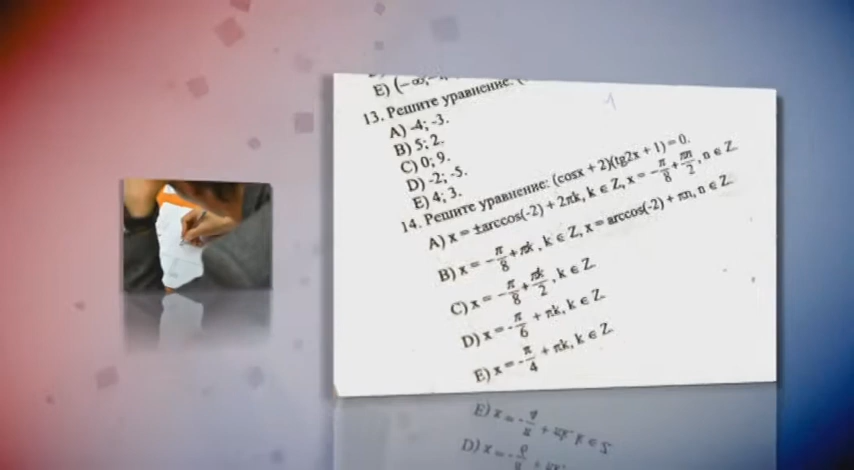 E) (−∞;
13. Решите уравнение: (
A) -4; -3.
B) 5; 2.
C) 0; 9.
D) -2; -5.
E) 4; 3.
14. Решите уравнение: (cosx + 2)(tg2x + 1) = 0.
A) x = ±arccos(-2) + 2πk, k ∈ Z, x = -π/8 + πn/2, n ∈ Z.
B) x = -π/8 + πk, k ∈ Z, x = arccos(-2) + πn, n ∈ Z.
C) x = -π/8 + πk/2, k ∈ Z.
D) x = -π/6 + πk, k ∈ Z.
E) x = -π/4 + πk, k ∈ Z.